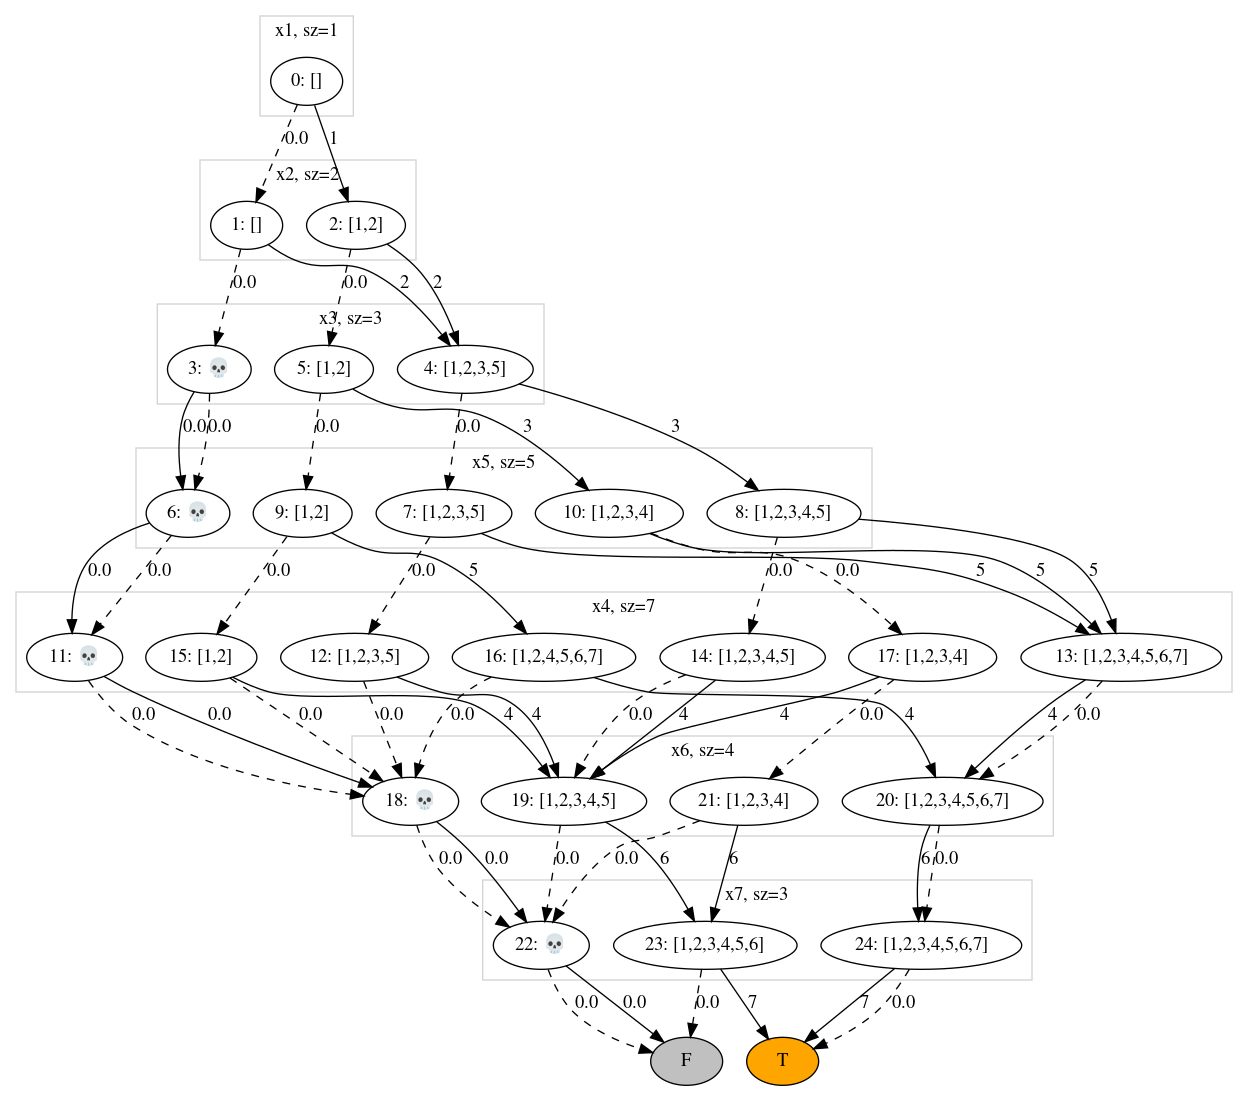 x1, sz=1
0: []
0.0 1
x2, sz=2
1: [] 2: [1,2]
0.0 0.0 2 2
x3, sz=3
3: 💀 5: [1,2] 4: [1,2,3,5]
0.0 0.0 0.0 0.0 3 3
x5, sz=5
6: 💀 9: [1,2] 7: [1,2,3,5] 10: [1,2,3,4] 8: [1,2,3,4,5]
0.0 0.0 0.0 0.0 5 0.0 0.0 5 5 5
x4, sz=7
11: 💀 15: [1,2] 12: [1,2,3,5] 16: [1,2,4,5,6,7] 14: [1,2,3,4,5] 17: [1,2,3,4] 13: [1,2,3,4,5,6,7]
0.0 0.0 0.0 0.0 0.0 4 4 0.0 4 4 0.0 4 4 0.0
x6, sz=4
18: 💀 19: [1,2,3,4,5] 21: [1,2,3,4] 20: [1,2,3,4,5,6,7]
0.0 0.0 0.0 0.0 6 6 6 0.0
x7, sz=3
22: 💀 23: [1,2,3,4,5,6] 24: [1,2,3,4,5,6,7]
0.0 0.0 0.0 7 7 0.0
F T